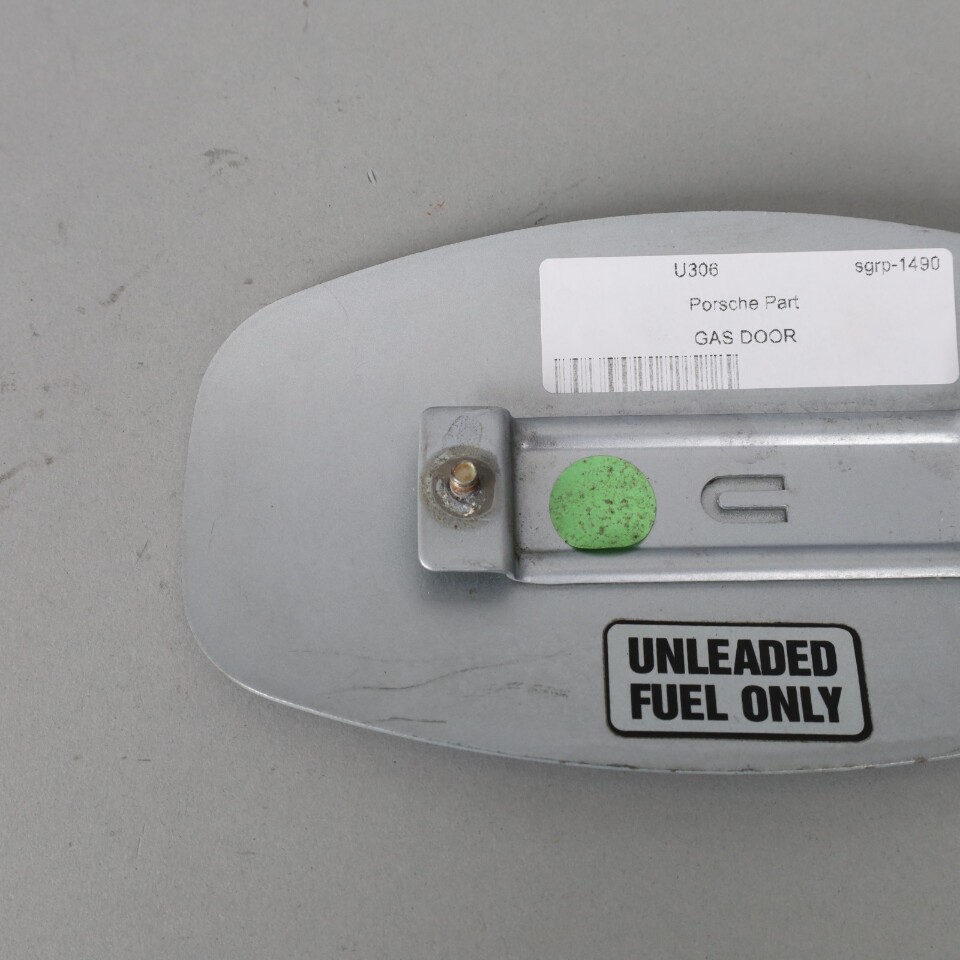 U306 sgrp-1490
Porsche Part
GAS DOOR
UNLEADED
FUEL ONLY